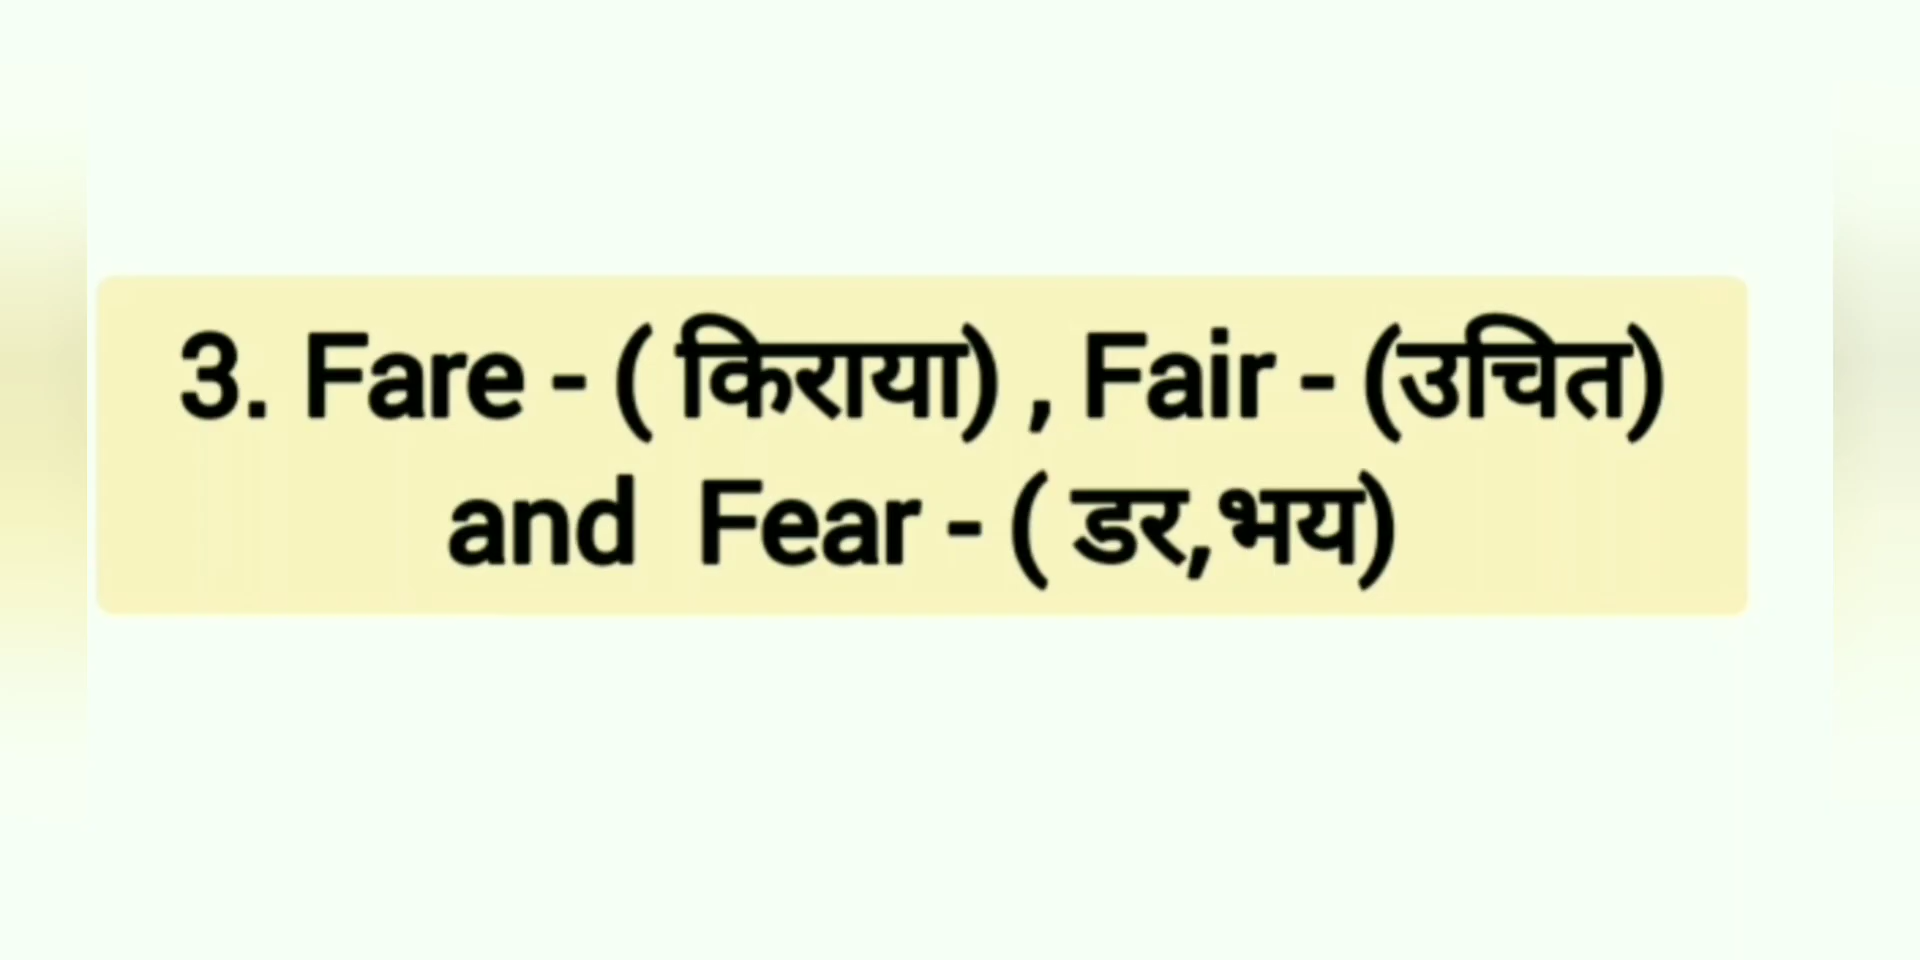 3. Fare - ( किराया) , Fair - (उचित)
and Fear - ( डर,भय)